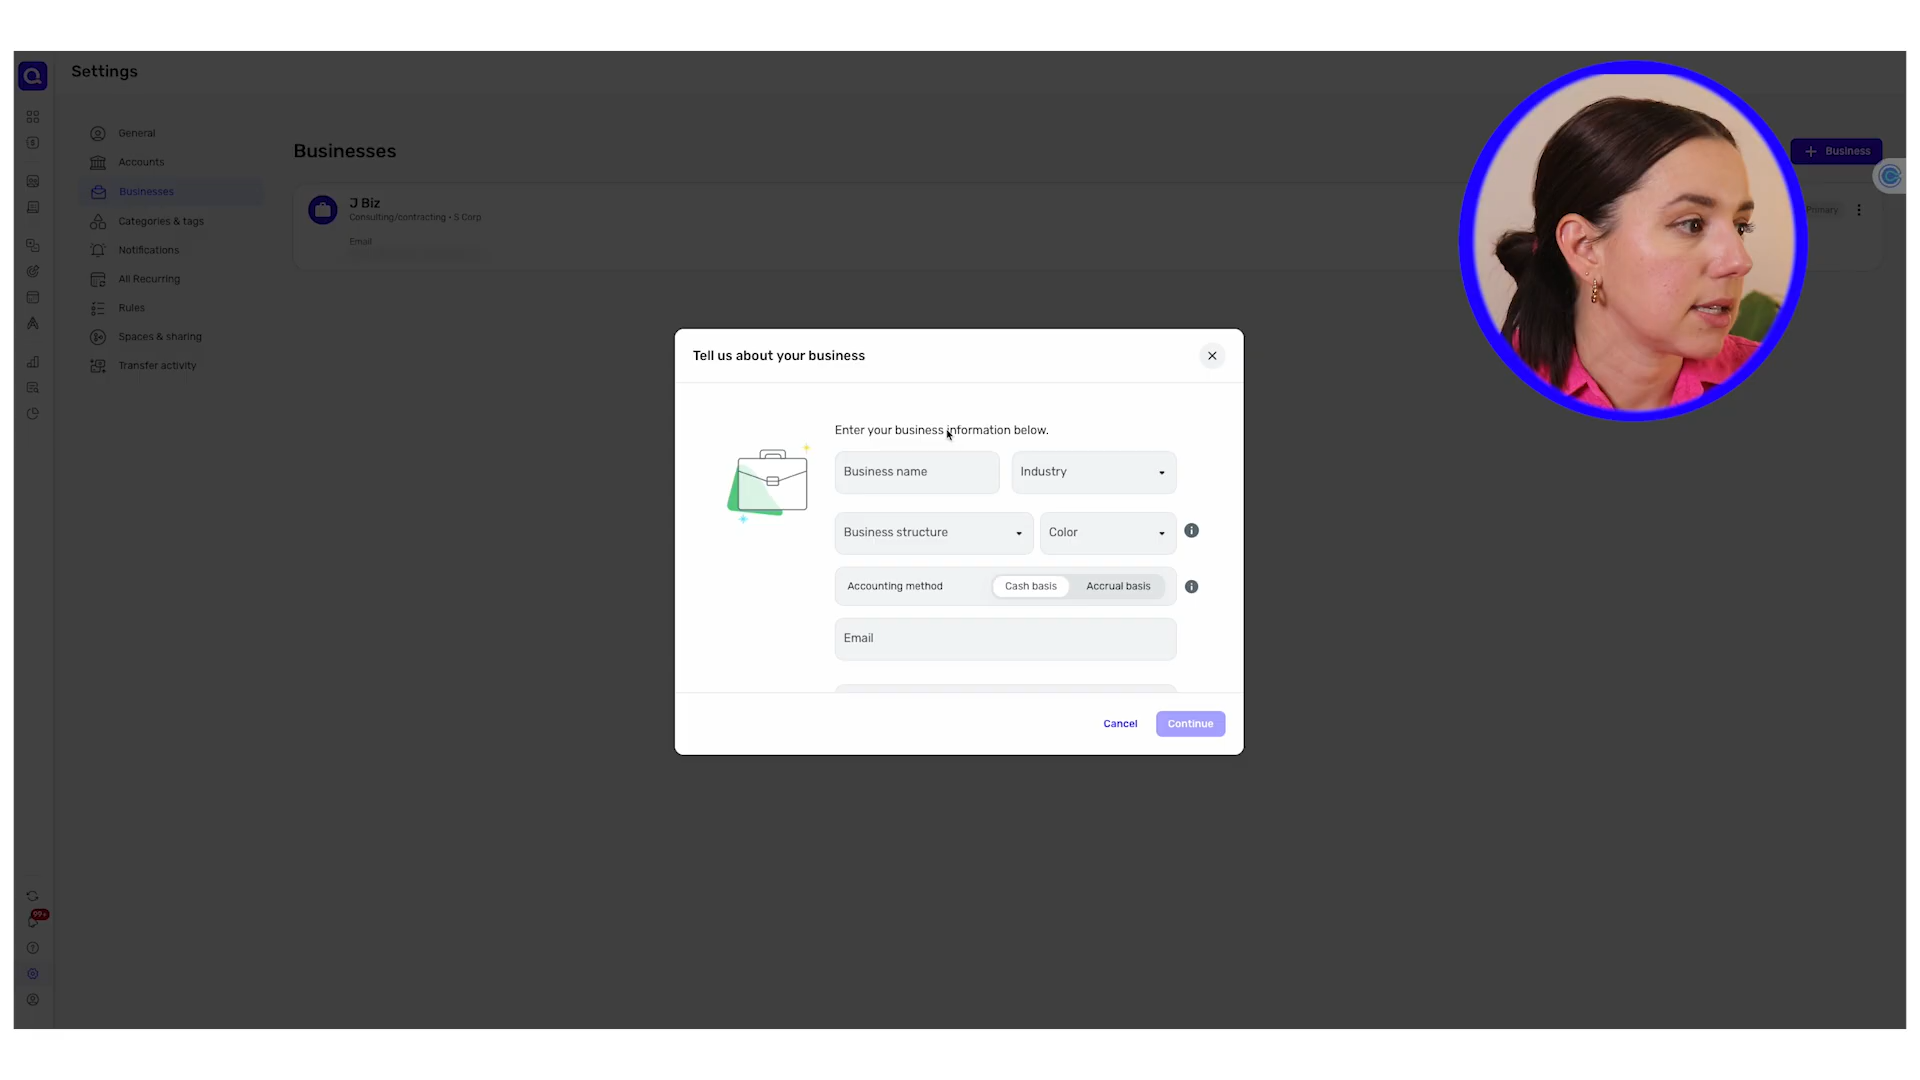 Settings
General
Accounts
Businesses
Categories & tags
Notifications
All Recurring
Rules
Spaces & sharing
Transfer activity
99+
Businesses
+ Business
J Biz
Consulting/contracting • S Corp
Primary
Email
Tell us about your business
Enter your business information below.
Business name
Industry
Business structure
Color
Accounting method
Cash basis
Accrual basis
Email
Cancel
Continue